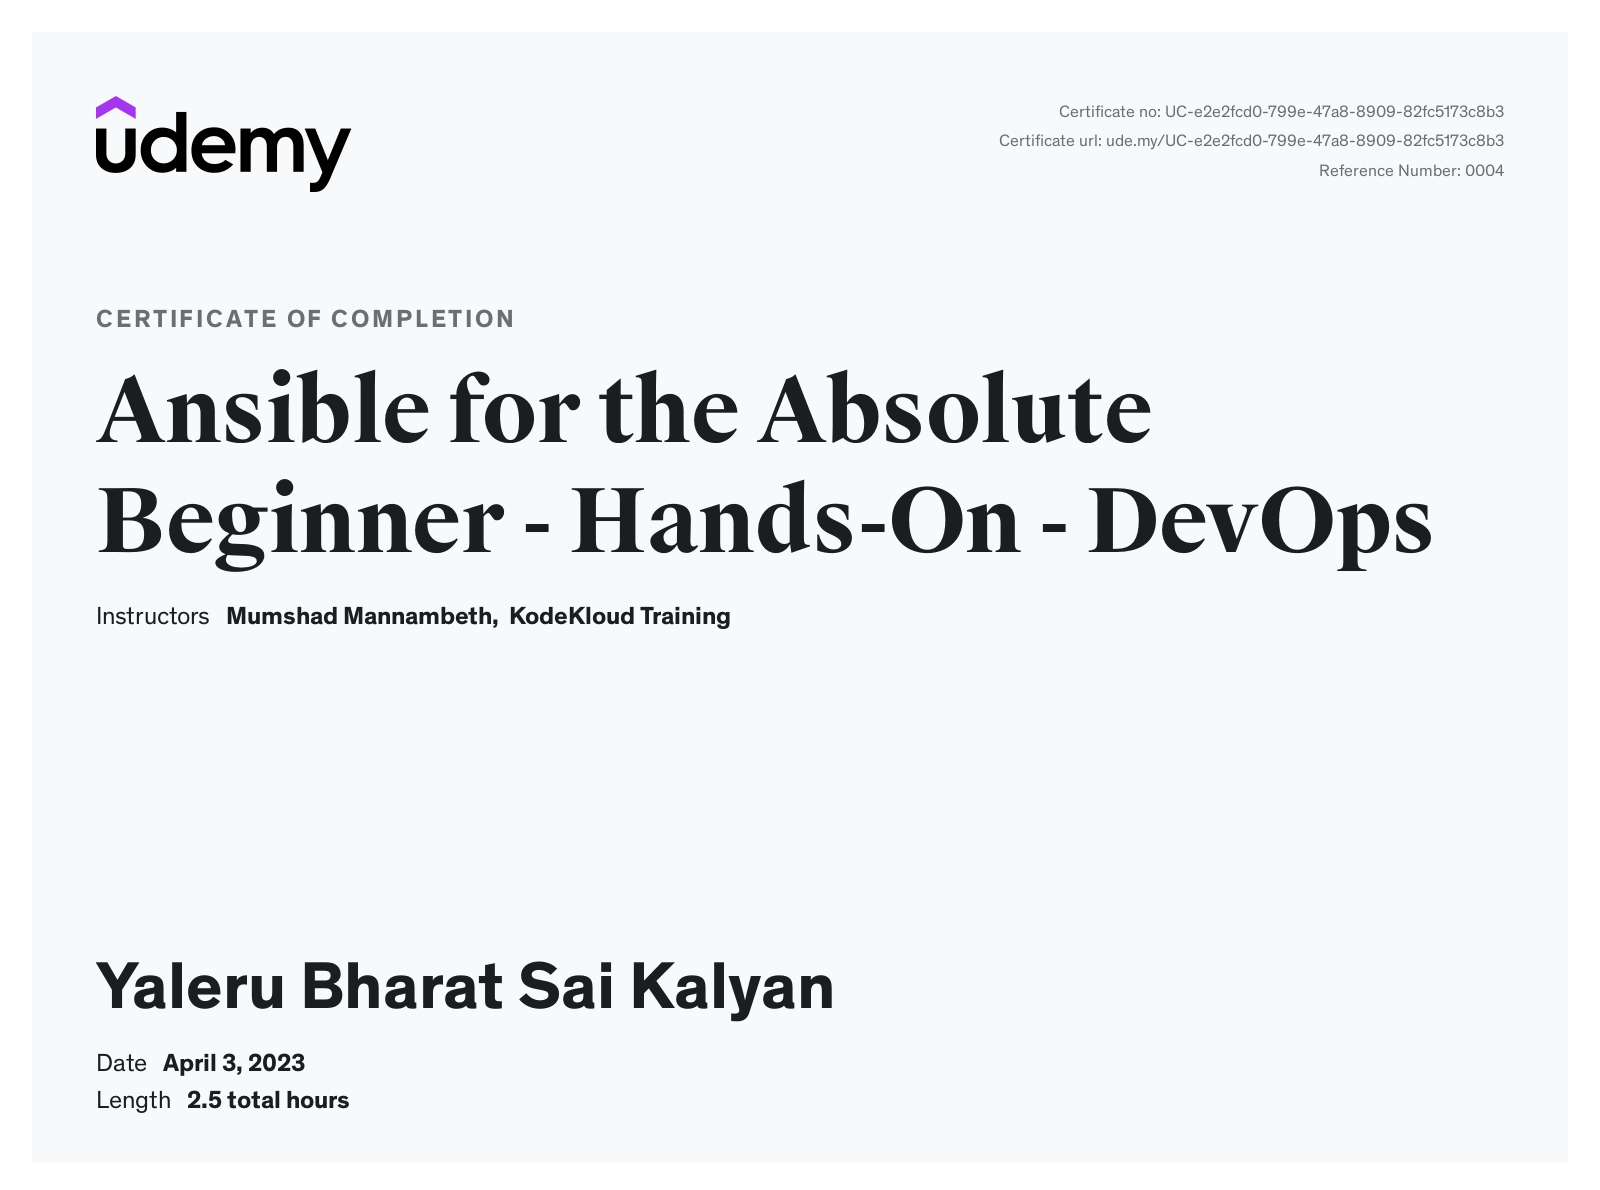 udemy
Certificate no: UC-e2e2fcd0-799e-47a8-8909-82fc5173c8b3
Certificate url: ude.my/UC-e2e2fcd0-799e-47a8-8909-82fc5173c8b3
Reference Number: 0004
CERTIFICATE OF COMPLETION
Ansible for the Absolute
Beginner - Hands-On - DevOps
Instructors Mumshad Mannambeth, KodeKloud Training
Yaleru Bharat Sai Kalyan
Date April 3, 2023
Length 2.5 total hours